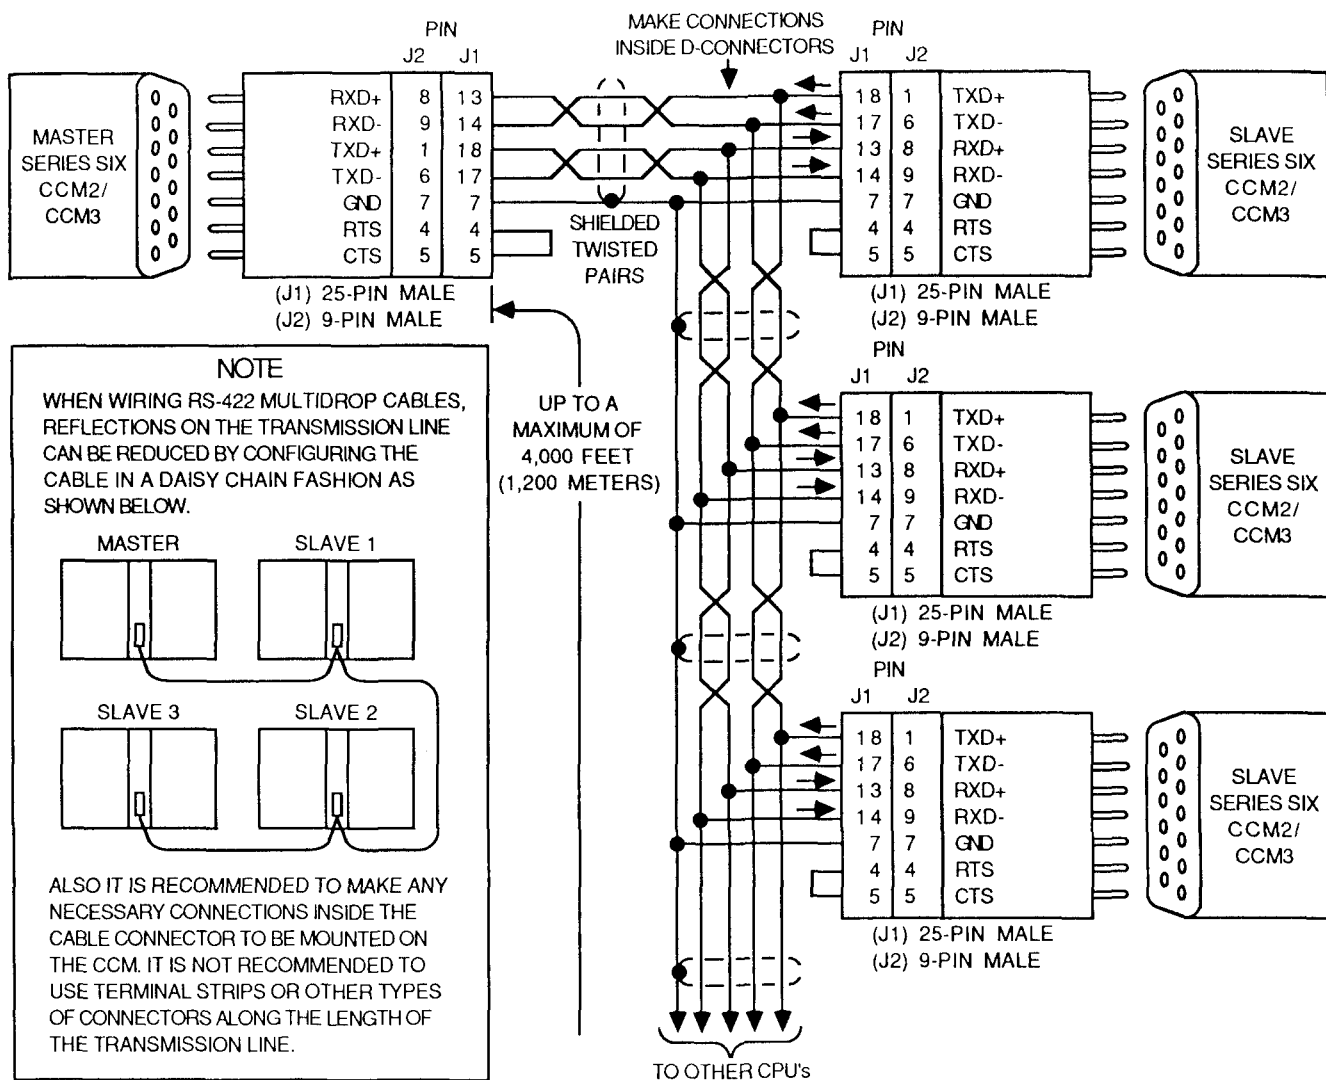 MAKE CONNECTIONS
INSIDE D-CONNECTORS
PIN
J2 J1
MASTER
SERIES SIX
CCM2/
CCM3
RXD+ 8 13
RXD- 9 14
TXD+ 1 18
TXD- 6 17
GND 7 7
RTS 4 4
CTS 5 5
(J1) 25-PIN MALE
(J2) 9-PIN MALE
SHIELDED
TWISTED
PAIRS
PIN
J1 J2
18 1 TXD+
17 6 TXD-
13 8 RXD+
14 9 RXD-
7 7 GND
4 4 RTS
5 5 CTS
(J1) 25-PIN MALE
(J2) 9-PIN MALE
SLAVE
SERIES SIX
CCM2/
CCM3
NOTE
WHEN WIRING RS-422 MULTIDROP CABLES,
REFLECTIONS ON THE TRANSMISSION LINE
CAN BE REDUCED BY CONFIGURING THE
CABLE IN A DAISY CHAIN FASHION AS
SHOWN BELOW.
MASTER SLAVE 1
SLAVE 3 SLAVE 2
ALSO IT IS RECOMMENDED TO MAKE ANY
NECESSARY CONNECTIONS INSIDE THE
CABLE CONNECTOR TO BE MOUNTED ON
THE CCM. IT IS NOT RECOMMENDED TO
USE TERMINAL STRIPS OR OTHER TYPES
OF CONNECTORS ALONG THE LENGTH OF
THE TRANSMISSION LINE.
UP TO A
MAXIMUM OF
4,000 FEET
(1,200 METERS)
PIN
J1 J2
18 1 TXD+
17 6 TXD-
13 8 RXD+
14 9 RXD-
7 7 GND
4 4 RTS
5 5 CTS
(J1) 25-PIN MALE
(J2) 9-PIN MALE
SLAVE
SERIES SIX
CCM2/
CCM3
PIN
J1 J2
18 1 TXD+
17 6 TXD-
13 8 RXD+
14 9 RXD-
7 7 GND
4 4 RTS
5 5 CTS
(J1) 25-PIN MALE
(J2) 9-PIN MALE
SLAVE
SERIES SIX
CCM2/
CCM3
TO OTHER CPU's